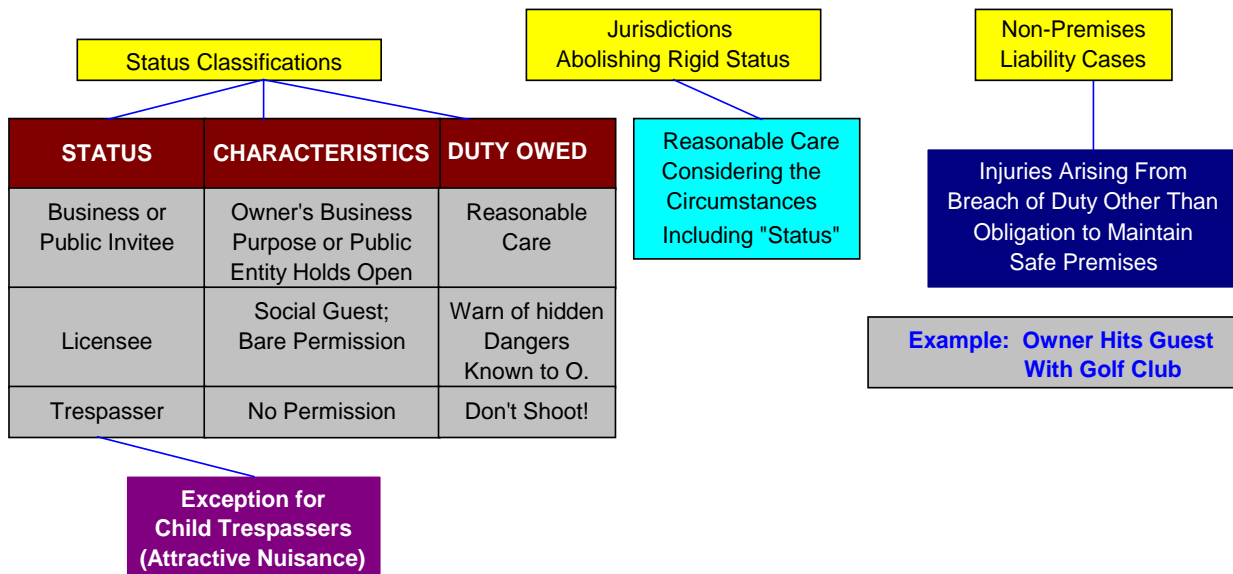 Status Classifications
STATUS
CHARACTERISTICS
DUTY OWED
Business or
Public Invitee
Owner's Business
Purpose or Public
Entity Holds Open
Reasonable
Care
Licensee
Social Guest;
Bare Permission
Warn of hidden
Dangers
Known to O.
Trespasser
No Permission
Don't Shoot!
Exception for
Child Trespassers
(Attractive Nuisance)
Jurisdictions
Abolishing Rigid Status
Reasonable Care
Considering the
Circumstances
Including "Status"
Non-Premises
Liability Cases
Injuries Arising From
Breach of Duty Other Than
Obligation to Maintain
Safe Premises
Example: Owner Hits Guest
With Golf Club